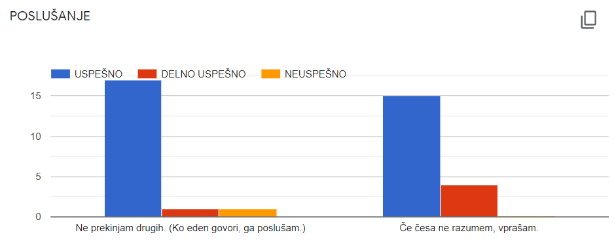 POSLUŠANJE
USPEŠNO DELNO USPEŠNO NEUSPEŠNO
15
10
5
0
Ne prekinjam drugih. (Ko eden govori, ga poslušam.) Če česa ne razumem, vprašam.